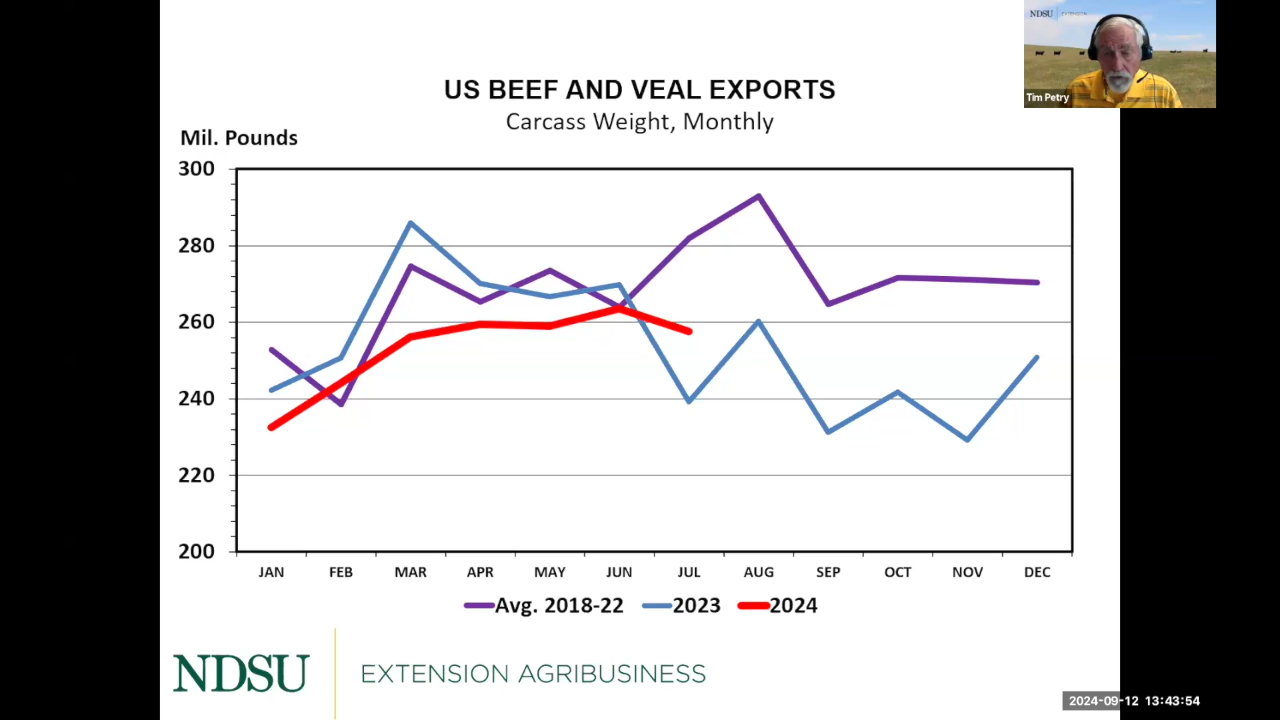 NDSU EXTENSION
Tim Petry
US BEEF AND VEAL EXPORTS
Carcass Weight, Monthly
Mil. Pounds
300
280
260
240
220
200
JAN FEB MAR APR MAY JUN JUL AUG SEP OCT NOV DEC
Avg. 2018-22 2023 2024
NDSU EXTENSION AGRIBUSINESS
2024-09-12 13:43:54